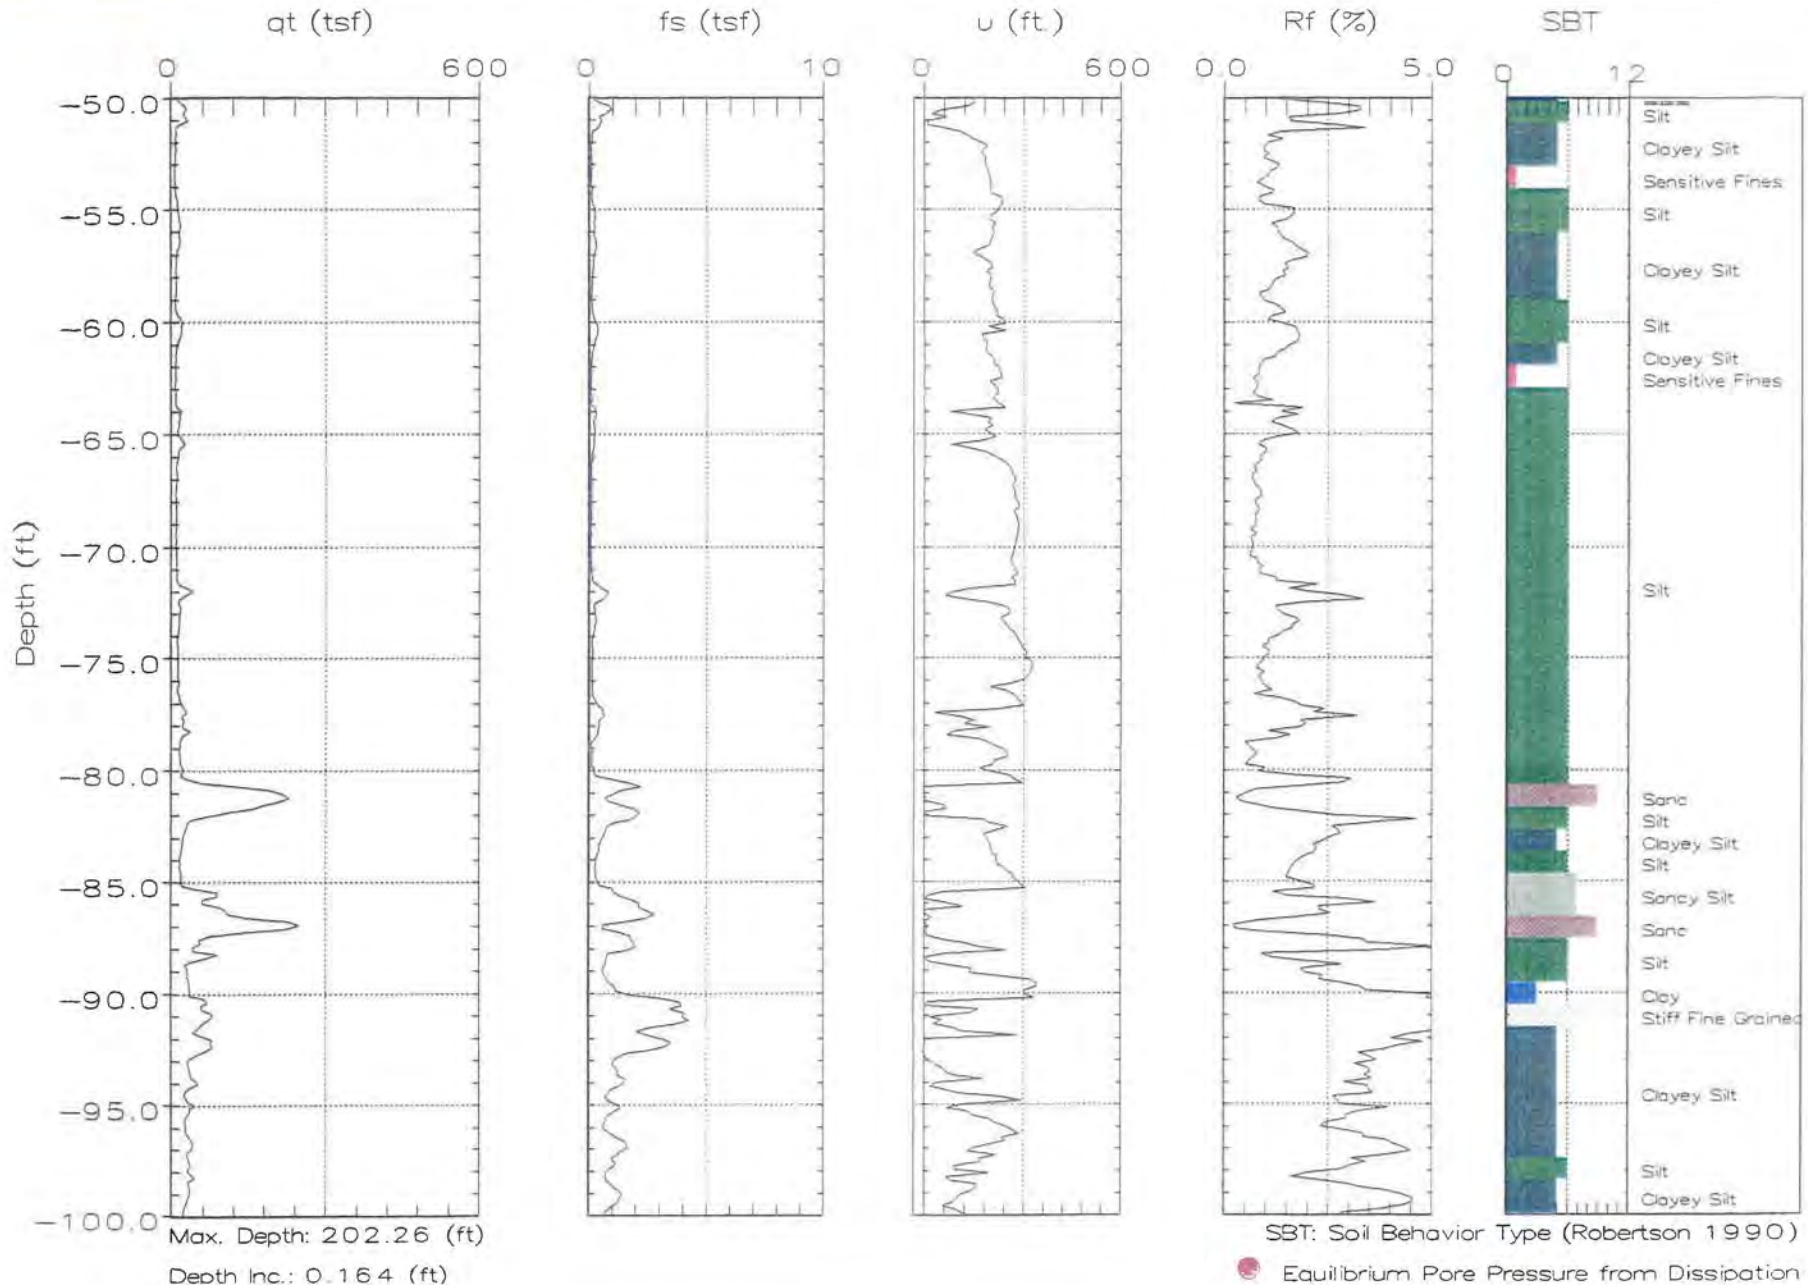 qt (tsf) fs (tsf) u (ft.) Rf (%) SBT
0 600 0 10 0 600 0.0 5.0 0 12
-50.0
Silt
Clayey Silt
Sensitive Fines
-55.0
Silt
Clayey Silt
-60.0
Silt
Clayey Silt
Sensitive Fines
-65.0
-70.0
Depth (ft)
Silt
-75.0
-80.0
Sand
Silt
Clayey Silt
Silt
-85.0
Sandy Silt
Sand
Silt
-90.0
Clay
Stiff Fine Grained
-95.0
Clayey Silt
Silt
Clayey Silt
-100.0
Max. Depth: 202.26 (ft)
SBT: Soil Behavior Type (Robertson 1990)
Depth Inc.: 0.164 (ft)
Equilibrium Pore Pressure from Dissipation